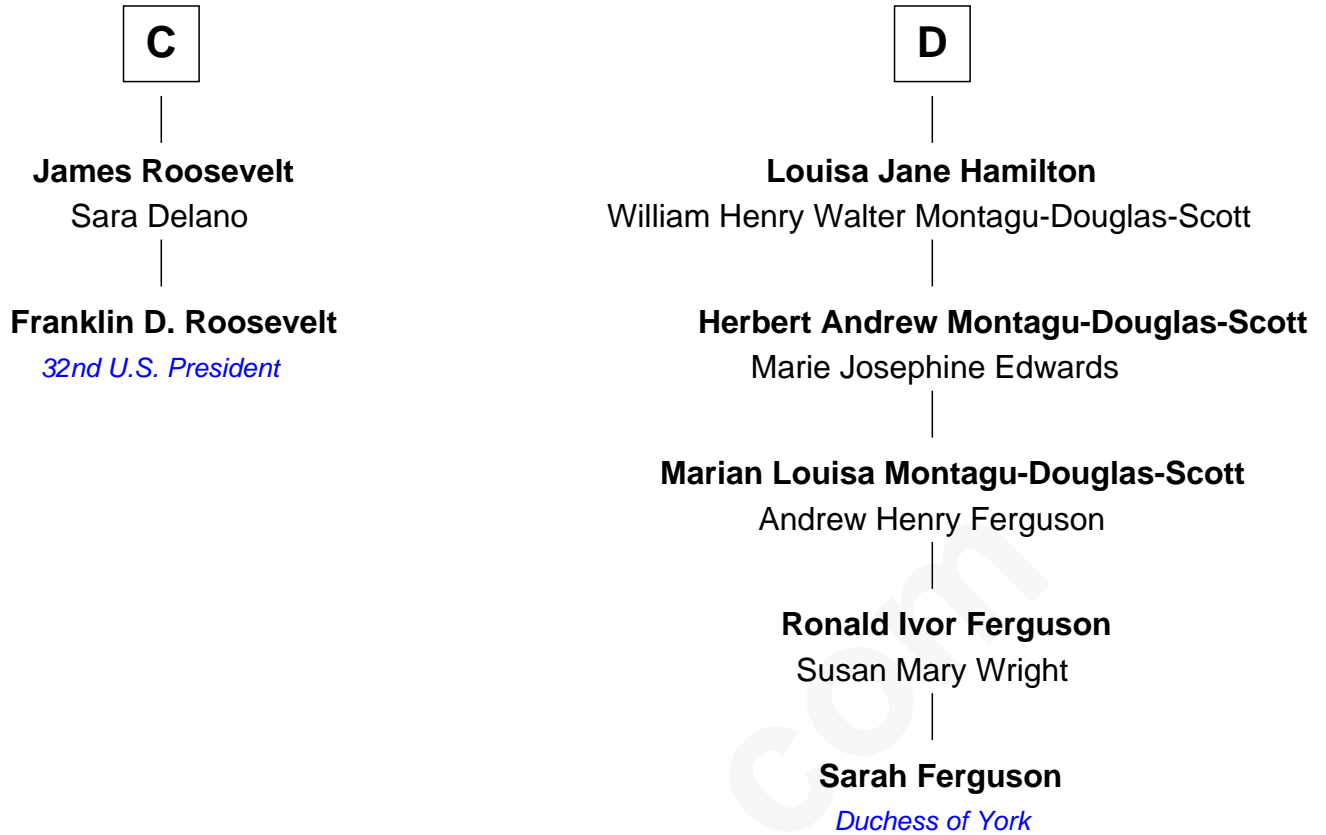 C
James Roosevelt
Sara Delano
Franklin D. Roosevelt
32nd U.S. President
D
Louisa Jane Hamilton
William Henry Walter Montagu-Douglas-Scott
Herbert Andrew Montagu-Douglas-Scott
Marie Josephine Edwards
Marian Louisa Montagu-Douglas-Scott
Andrew Henry Ferguson
Ronald Ivor Ferguson
Susan Mary Wright
Sarah Ferguson
Duchess of York
com